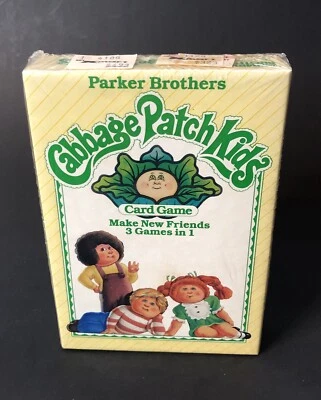 Parker Brothers
Cabbage Patch Kids
Card Game
Make New Friends
3 Games in 1